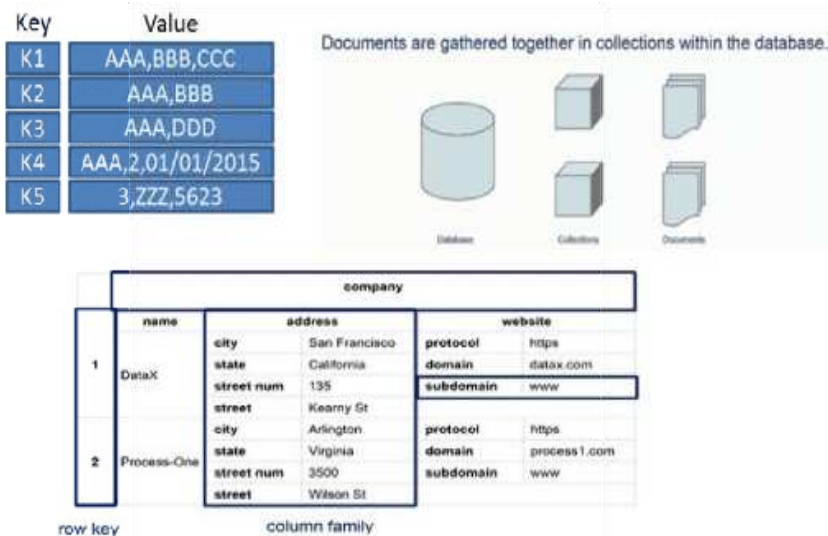 Key Value
K1 AAA,BBB,CCC
K2 AAA,BBB
K3 AAA,DDD
K4 AAA,2,01/01/2015
K5 3,ZZZ,5623
Documents are gathered together in collections within the database.
Database Collections Documents
company
name address website
1 DataX
city San Francisco protocol https
state California domain datax.com
street num 135 subdomain www
street Kearny St
2 Process-One
city Arlington protocol https
state Virginia domain process1.com
street num 3500 subdomain www
street Wilson St
row key column family